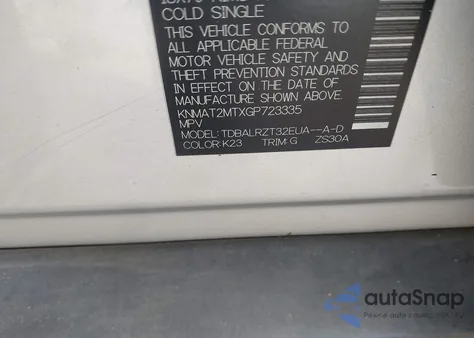 COLD SINGLE
THIS VEHICLE CONFORMS TO
ALL APPLICABLE FEDERAL
MOTOR VEHICLE SAFETY AND
THEFT PREVENTION STANDARDS
IN EFFECT ON THE DATE OF
MANUFACTURE SHOWN ABOVE.
KNMAT2MTXGP723335
MPV
MODEL:TDBALRZT32EUA--A-D
COLOR:K23 TRIM:G ZS30A
autoSnap